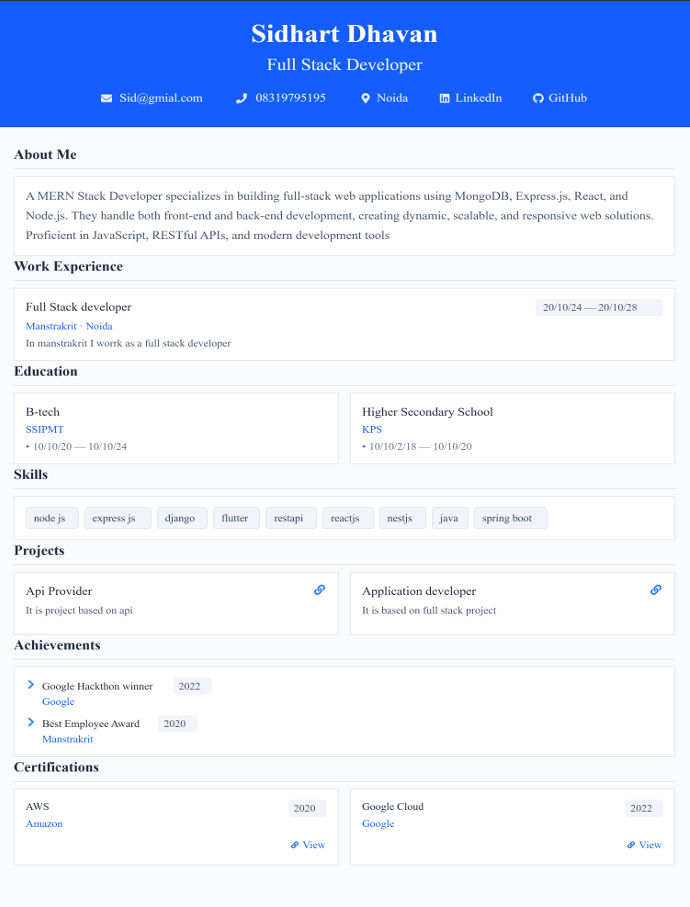 Sidhart Dhavan
Full Stack Developer
Sid@gmial.com 08319795195 Noida LinkedIn GitHub
About Me
A MERN Stack Developer specializes in building full-stack web applications using MongoDB, Express.js, React, and
Node.js. They handle both front-end and back-end development, creating dynamic, scalable, and responsive web solutions.
Proficient in JavaScript, RESTful APIs, and modern development tools
Work Experience
Full Stack developer 20/10/24 — 20/10/28
Manstrakrit · Noida
In manstrakrit I worrk as a full stack developer
Education
B-tech
SSIPMT
• 10/10/20 — 10/10/24
Higher Secondary School
KPS
• 10/10/2/18 — 10/10/20
Skills
node js express js django flutter restapi reactjs nestjs java spring boot
Projects
Api Provider
It is project based on api
Application developer
It is based on full stack project
Achievements
Google Hackthon winner 2022
Google
Best Employee Award 2020
Manstrakrit
Certifications
AWS 2020
Amazon
View
Google Cloud 2022
Google
View